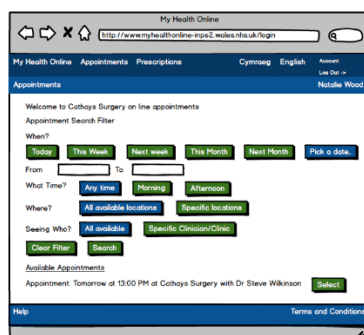 My Health Online
http://www.myhealthonline-inps2.wales.nhs.uk/login
My Health Online Appointments Prescriptions Cymraeg English Account
Log Out ->
Appointments Natalie Wood
Welcome to Cathays Surgery on line appointments
Appointment Search Filter
When?
Today This Week Next week This Month Next Month Pick a date.
From To
What Time? Any time Morning Afternoon
Where? All available locations Specific locations
Seeing Who? All available Specific Clinician/Clinic
Clear Filter Search
Available Appointments
Appointment: Tomorrow at 13:00 PM at Cathays Surgery with Dr Steve Wilkinson Select
Help Terms and Conditions